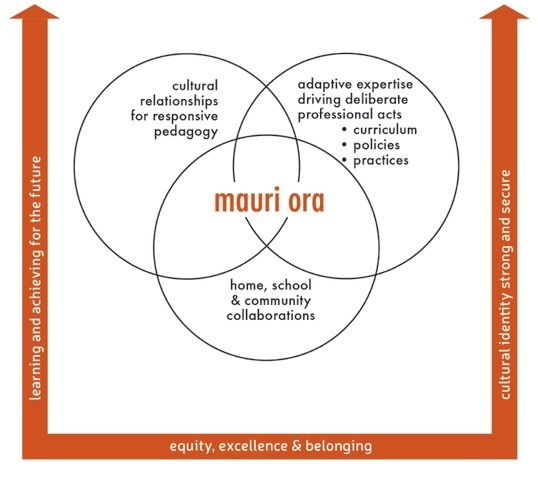 cultural
relationships
for responsive
pedagogy
adaptive expertise
driving deliberate
professional acts
• curriculum
• policies
• practices
mauri ora
home, school
& community
collaborations
learning and achieving for the future
cultural identity strong and secure
equity, excellence & belonging